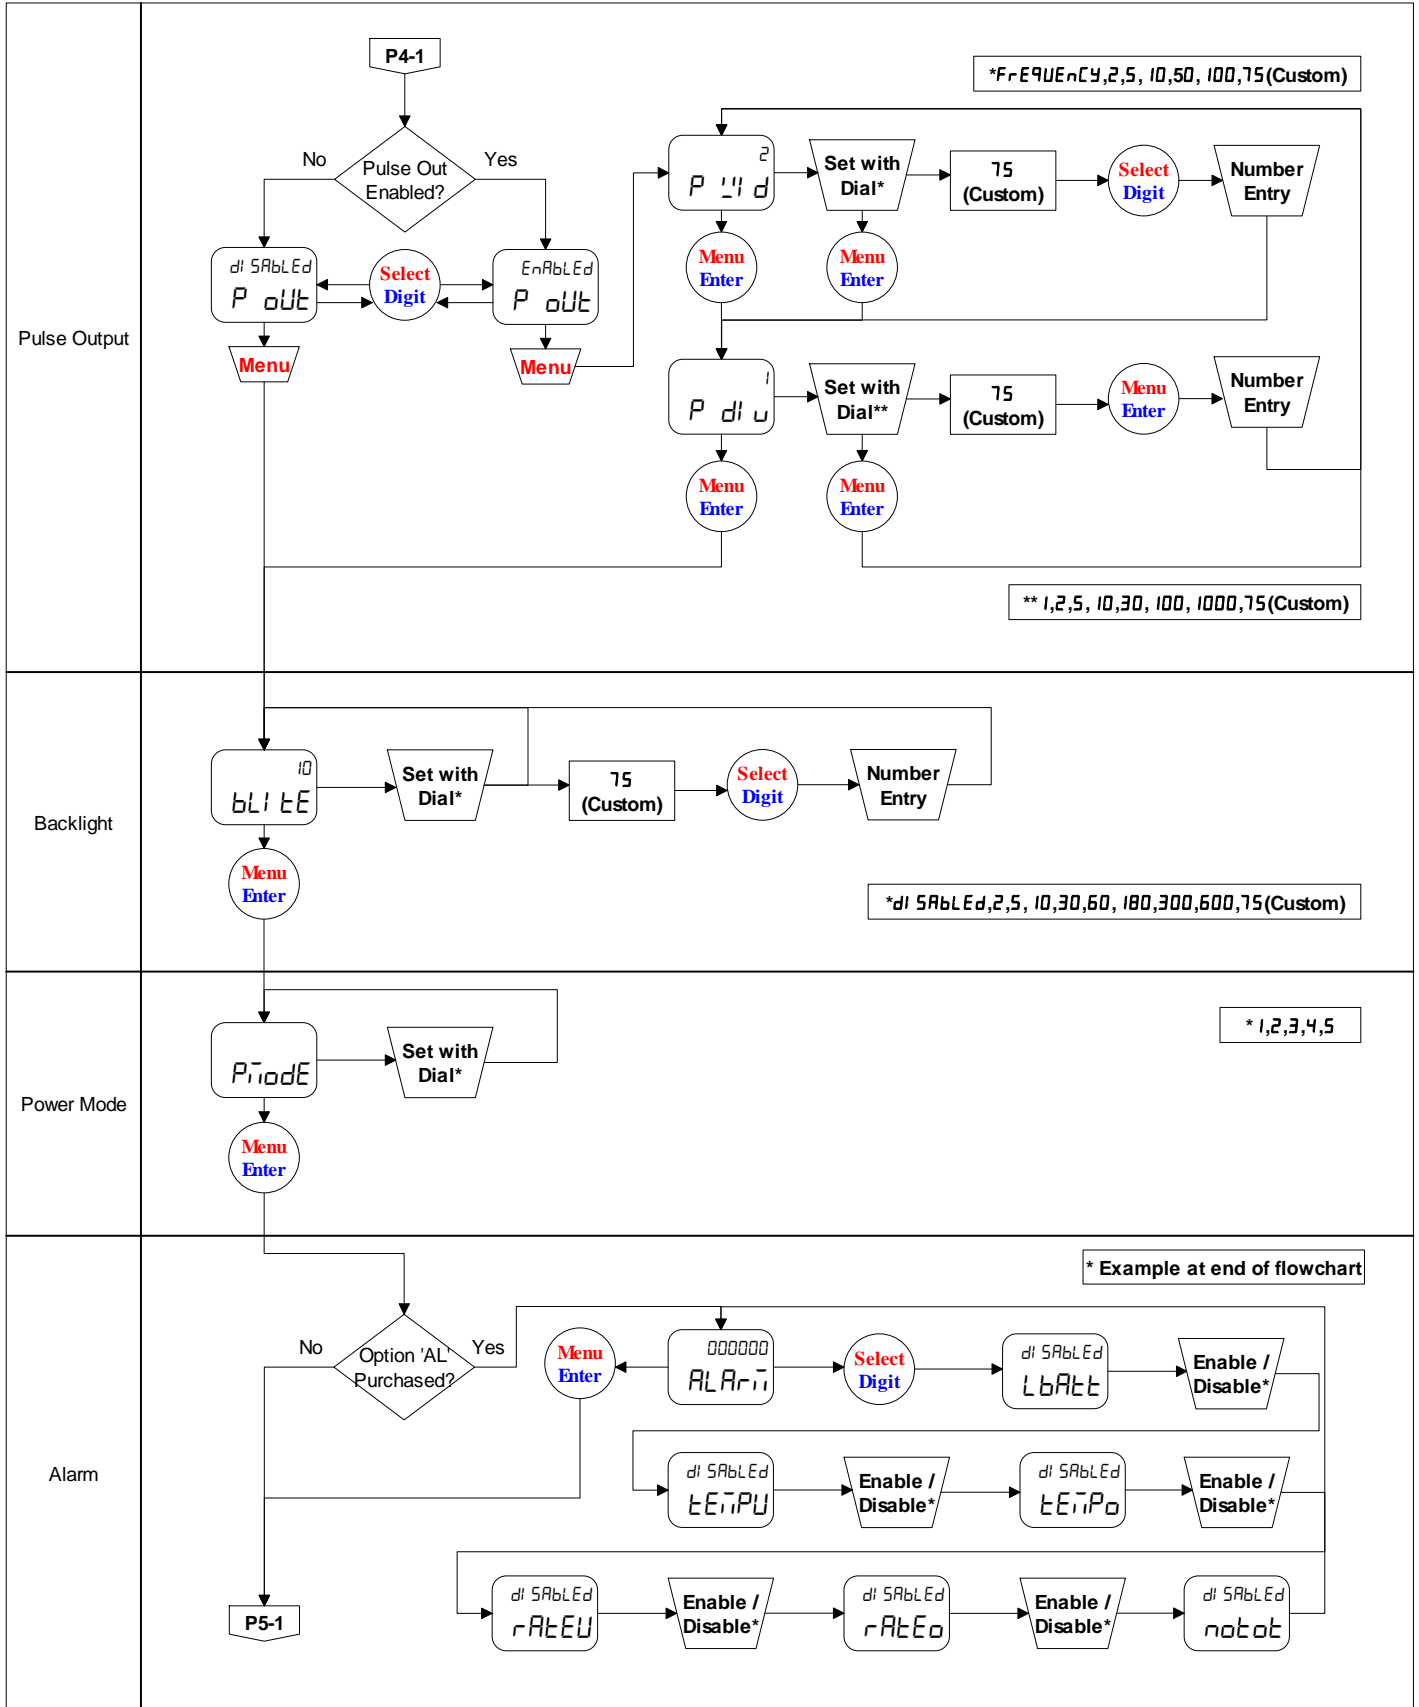 Pulse Output
P4-1
*FrEqUEnCY,2,5, 10,50, 100,75(Custom)
No
Pulse Out
Enabled?
Yes
dISAbLEd
P oUt
Select
Digit
EnAbLEd
P oUt
Menu
Menu
2
P WId
Set with
Dial*
75
(Custom)
Select
Digit
Number
Entry
Menu
Enter
Menu
Enter
1
P dIv
Set with
Dial**
75
(Custom)
Menu
Enter
Number
Entry
Menu
Enter
Menu
Enter
** 1,2,5, 10,30, 100, 1000,75(Custom)
Backlight
10
bLItE
Set with
Dial*
75
(Custom)
Select
Digit
Number
Entry
Menu
Enter
*dISAbLEd,2,5, 10,30,60, 180,300,600,75(Custom)
Power Mode
PmodE
Set with
Dial*
* 1,2,3,4,5
Menu
Enter
Alarm
* Example at end of flowchart
No
Option 'AL'
Purchased?
Yes
Menu
Enter
000000
ALArm
Select
Digit
dISAbLEd
LbAtt
Enable /
Disable*
dISAbLEd
tEmPU
Enable /
Disable*
dISAbLEd
tEmPo
Enable /
Disable*
dISAbLEd
rAtEU
Enable /
Disable*
dISAbLEd
rAtEo
Enable /
Disable*
dISAbLEd
notot
P5-1